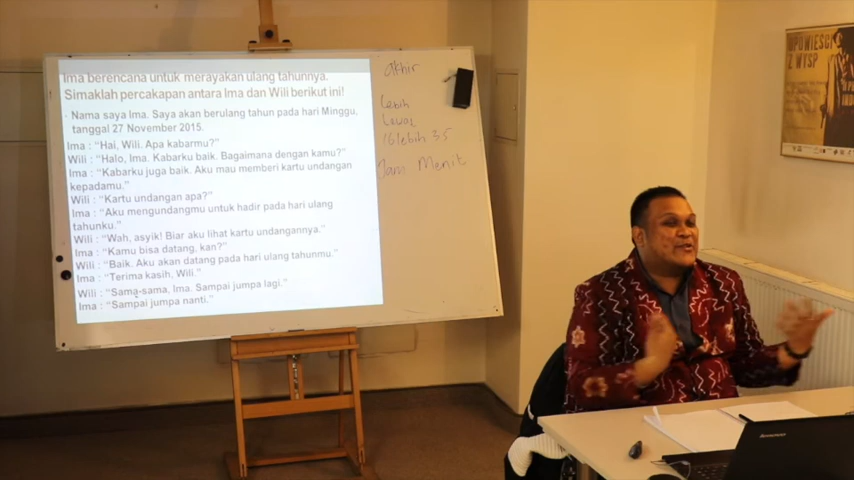 Ima berencana untuk merayakan ulang tahunnya.
Simaklah percakapan antara Ima dan Wili berikut ini!
- Nama saya Ima. Saya akan berulang tahun pada hari Minggu,
tanggal 27 November 2015.
Ima : "Hai, Wili. Apa kabarmu?"
Wili : "Halo, Ima. Kabarku baik. Bagaimana dengan kamu?"
Ima : "Kabarku juga baik. Aku mau memberi kartu undangan
kepadamu."
Wili : "Kartu undangan apa?"
Ima : "Aku mengundangmu untuk hadir pada hari ulang
tahunku."
Wili : "Wah, asyik! Biar aku lihat kartu undangannya."
Ima : "Kamu bisa datang, kan?"
Wili : "Baik. Aku akan datang pada hari ulang tahunmu."
Ima : "Terima kasih, Wili."
Wili : "Sama-sama, Ima. Sampai jumpa lagi."
Ima : "Sampai jumpa nanti."
akhir
Lebih
Lewat
16 lebih 35
Jam Menit
OPOWIEŚCI
Z WYSP
lenovo